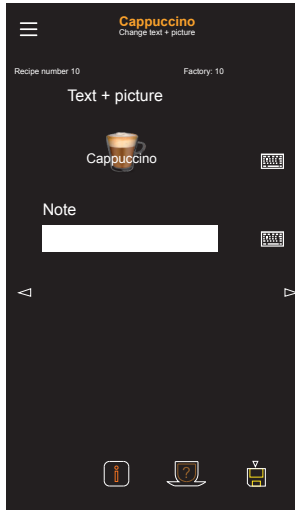 Cappuccino
Change text + picture
Recipe number 10 Factory: 10
Text + picture
Cappuccino
Note
i
?